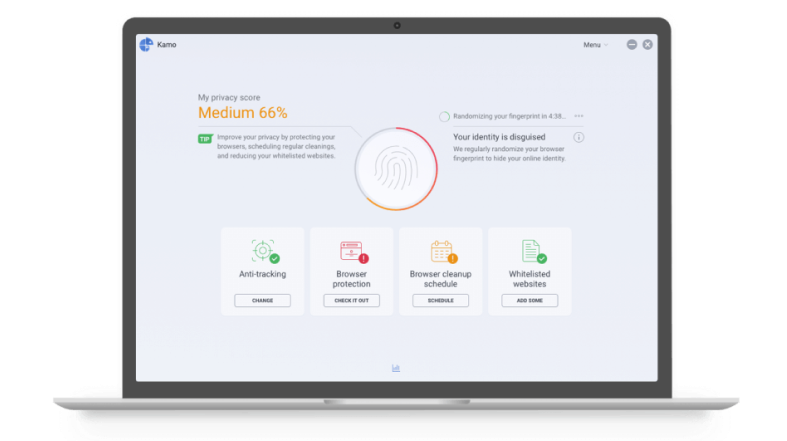 Kamo
Menu
My privacy score
Medium 66%
TIP
Improve your privacy by protecting your
browsers, scheduling regular cleanings,
and reducing your whitelisted websites.
Randomizing your fingerprint in 4:38...
Your identity is disguised
We regularly randomize your browser
fingerprint to hide your online identity.
Anti-tracking
CHANGE
Browser
protection
CHECK IT OUT
Browser cleanup
schedule
SCHEDULE
Whitelisted
websites
ADD SOME